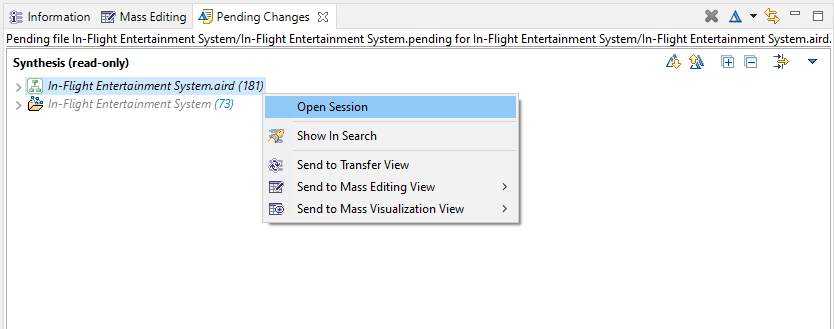 Information Mass Editing Pending Changes
Pending file In-Flight Entertainment System/In-Flight Entertainment System.pending for In-Flight Entertainment System/In-Flight Entertainment System.aird.
Synthesis (read-only)
In-Flight Entertainment System.aird (181)
In-Flight Entertainment System (73)
Open Session
Show In Search
Send to Transfer View
Send to Mass Editing View
Send to Mass Visualization View